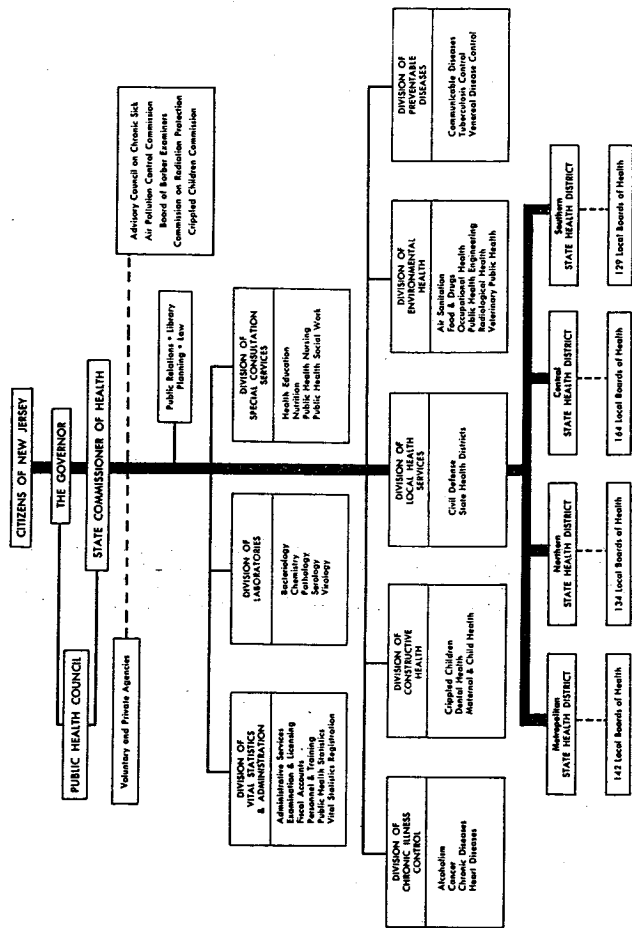 CITIZENS OF NEW JERSEY
THE GOVERNOR
PUBLIC HEALTH COUNCIL
STATE COMMISSIONER OF HEALTH
Voluntary and Private Agencies
Advisory Council on Chronic Sick
Air Pollution Control Commission
Board of Barber Examiners
Commission on Radiation Protection
Crippled Children Commission
Public Relations • Library
Planning • Law
DIVISION OF
VITAL STATISTICS
& ADMINISTRATION
Administrative Services
Examination & Licensing
Fiscal Accounts
Personnel & Training
Public Health Statistics
Vital Statistics Registration
DIVISION OF
LABORATORIES
Bacteriology
Chemistry
Pathology
Serology
Virology
DIVISION OF
SPECIAL CONSULTATION
SERVICES
Health Education
Nutrition
Public Health Nursing
Public Health Social Work
DIVISION OF
CHRONIC ILLNESS
CONTROL
Alcoholism
Cancer
Chronic Diseases
Heart Diseases
DIVISION OF
CONSTRUCTIVE
HEALTH
Crippled Children
Dental Health
Maternal & Child Health
DIVISION OF
LOCAL HEALTH
SERVICES
Civil Defense
State Health Districts
DIVISION OF
ENVIRONMENTAL
HEALTH
Air Sanitation
Food & Drugs
Occupational Health
Public Health Engineering
Radiological Health
Veterinary Public Health
DIVISION OF
PREVENTABLE
DISEASES
Communicable Diseases
Tuberculosis Control
Venereal Disease Control
Metropolitan
STATE HEALTH DISTRICT
142 Local Boards of Health
Northern
STATE HEALTH DISTRICT
134 Local Boards of Health
Central
STATE HEALTH DISTRICT
164 Local Boards of Health
Southern
STATE HEALTH DISTRICT
129 Local Boards of Health